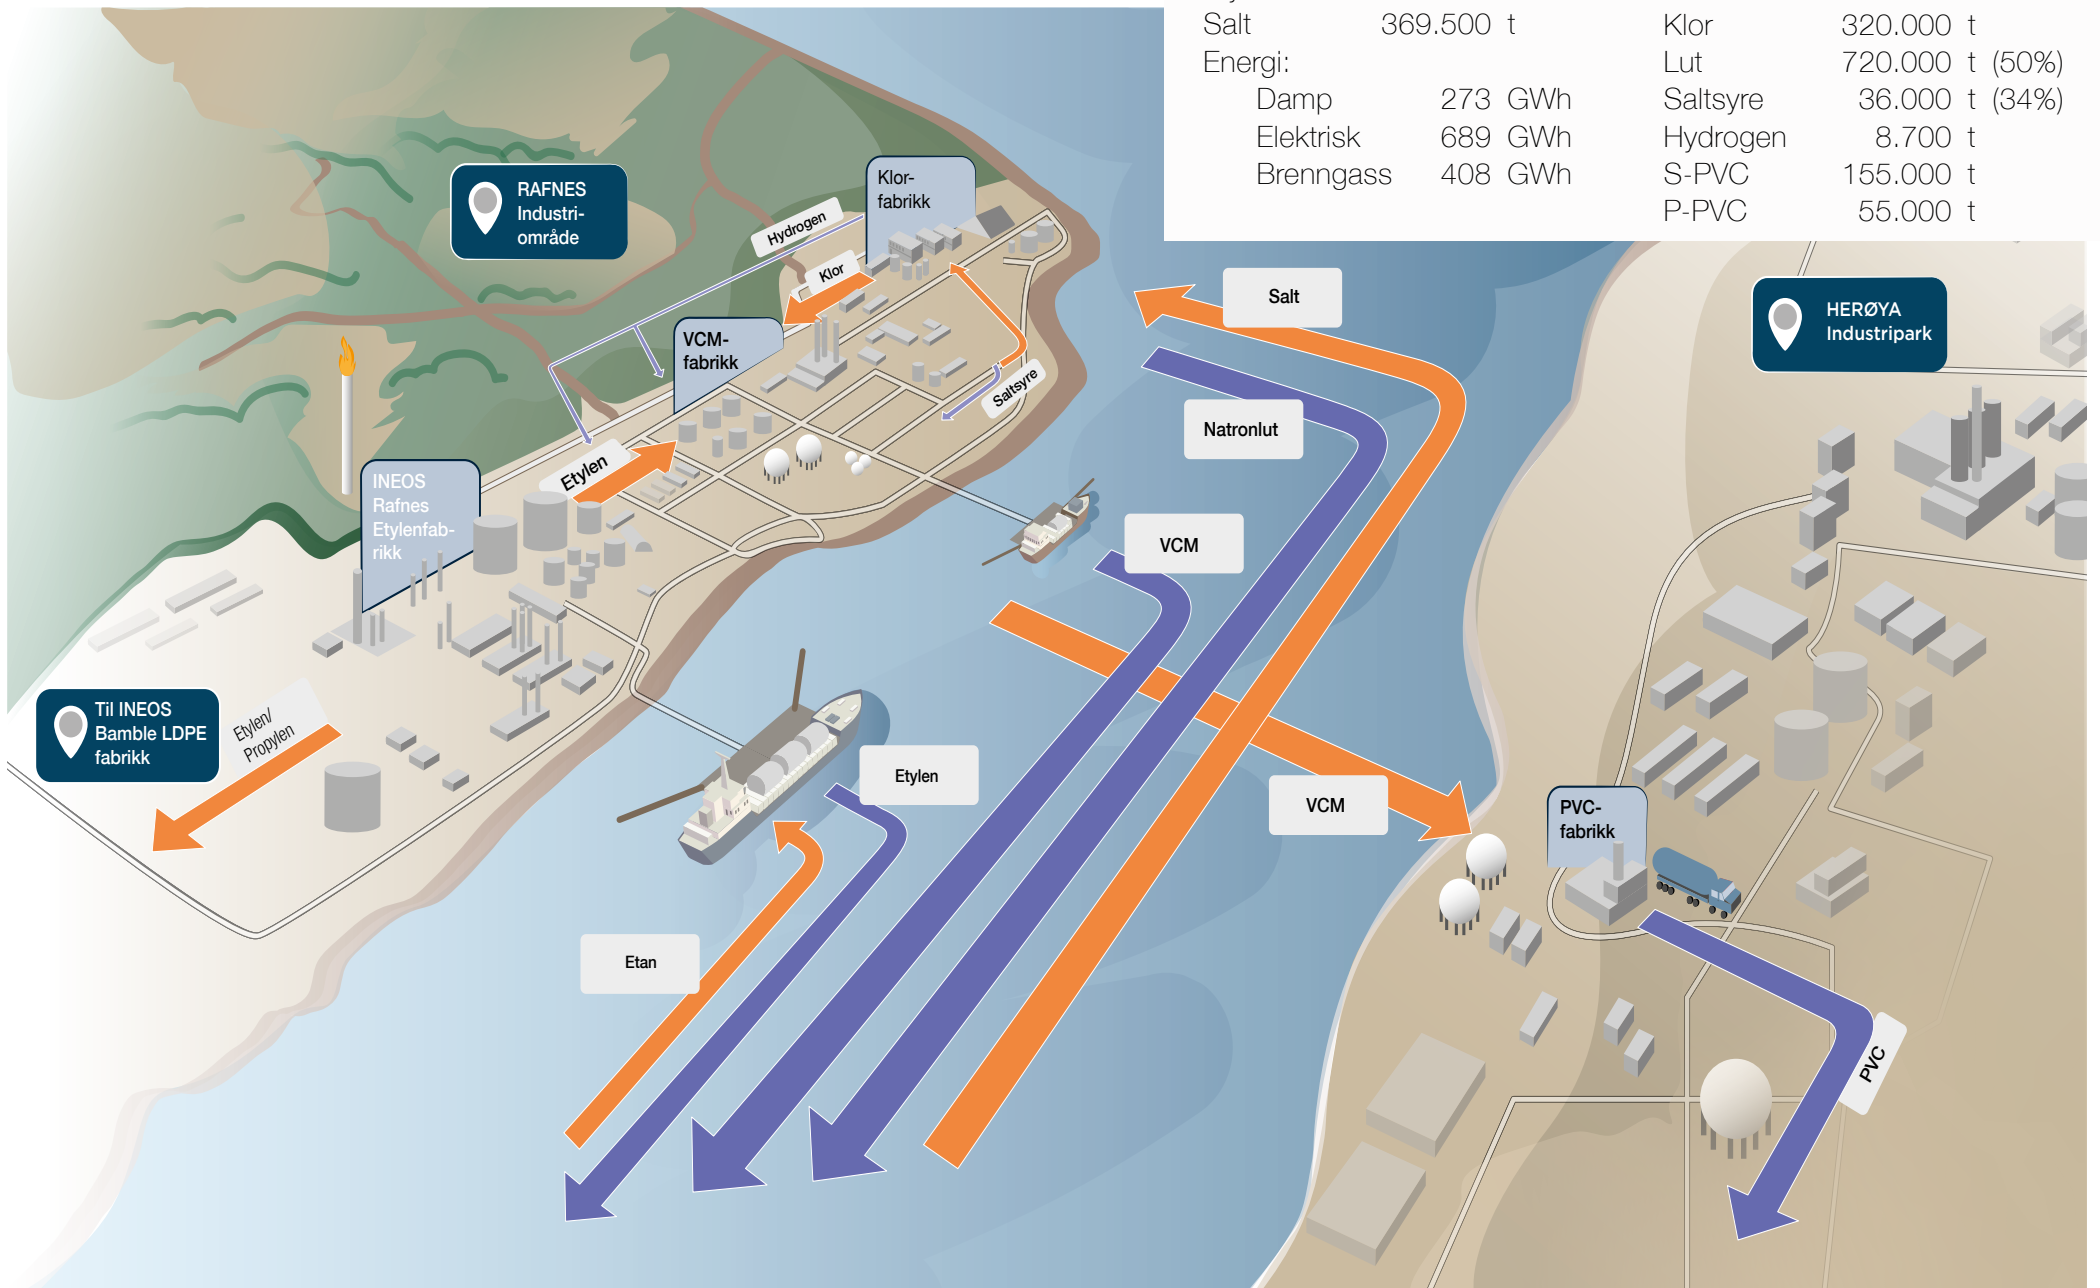 Salt 369.500 t
Energi:
Damp 273 GWh
Elektrisk 689 GWh
Brenngass 408 GWh
Klor 320.000 t
Lut 720.000 t (50%)
Saltsyre 36.000 t (34%)
Hydrogen 8.700 t
S-PVC 155.000 t
P-PVC 55.000 t
RAFNES
Industri-
område
Klor-
fabrikk
Hydrogen
Klor
VCM-
fabrikk
Saltsyre
Etylen
INEOS
Rafnes
Etylenfab-
rikk
Til INEOS
Bamble LDPE
fabrikk
Etylen/
Propylen
Salt
Natronlut
VCM
Etylen
VCM
Etan
HERØYA
Industripark
PVC-
fabrikk
PVC